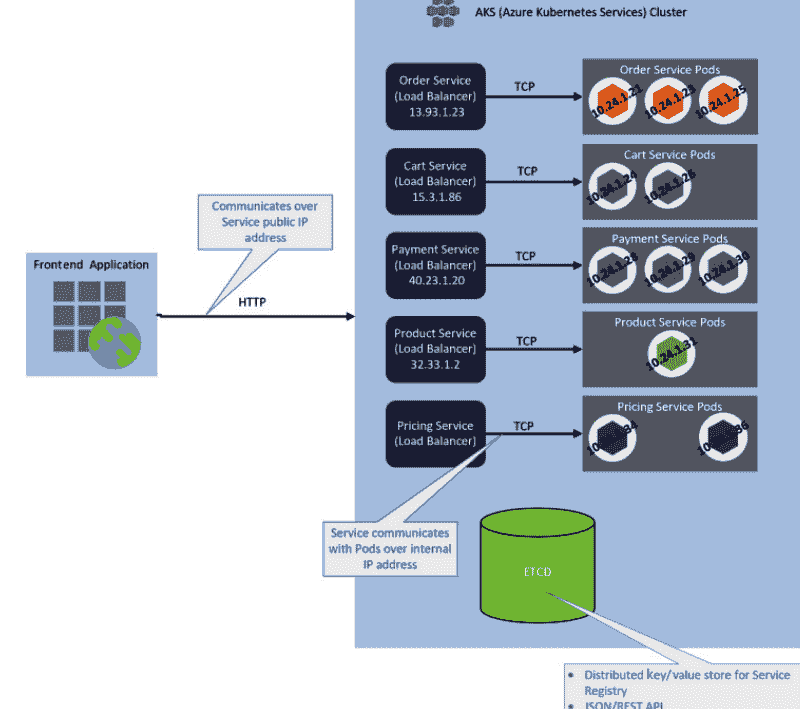 AKS (Azure Kubernetes Services) Cluster
Order Service
(Load Balancer)
13.93.1.23
TCP
Order Service Pods
10.24.1.21
10.24.1.23
10.24.1.25
Cart Service
(Load Balancer)
15.3.1.86
TCP
Cart Service Pods
10.24.1.24
10.24.1.26
Communicates over
Service public IP
address
Payment Service
(Load Balancer)
40.23.1.20
TCP
Payment Service Pods
10.24.1.28
10.24.1.29
10.24.1.30
Frontend Application
HTTP
Product Service
(Load Balancer)
32.33.1.2
TCP
Product Service Pods
10.24.1.31
Pricing Service
(Load Balancer)
TCP
Pricing Service Pods
Service communicates
with Pods over internal
IP address
ETCD
• Distributed key/value store for Service
Registry
• JSON/REST API